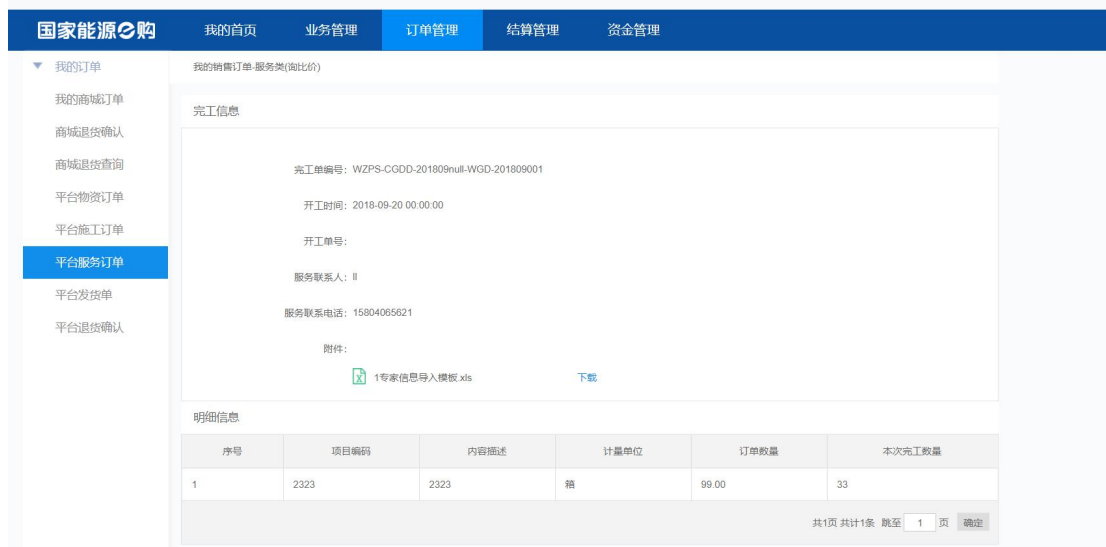 国家能源e购 我的首页 业务管理 订单管理 结算管理 资金管理
我的订单
我的商城订单
商城退货确认
商城退货查询
平台物资订单
平台施工订单
平台服务订单
平台发货单
平台退货确认
我的销售订单-服务类(询比价)
完工信息
完工单编号: WZPS-CGDD-201809null-WGD-201809001
开工时间: 2018-09-20 00:00:00
开工单号:
服务联系人: ll
服务联系电话: 15804065621
附件:
1专家信息导入模板.xls 下载
明细信息
序号 项目编码 内容描述 计量单位 订单数量 本次完工数量
1 2323 2323 箱 99.00 33
共1页 共计1条 跳至 1 页 确定